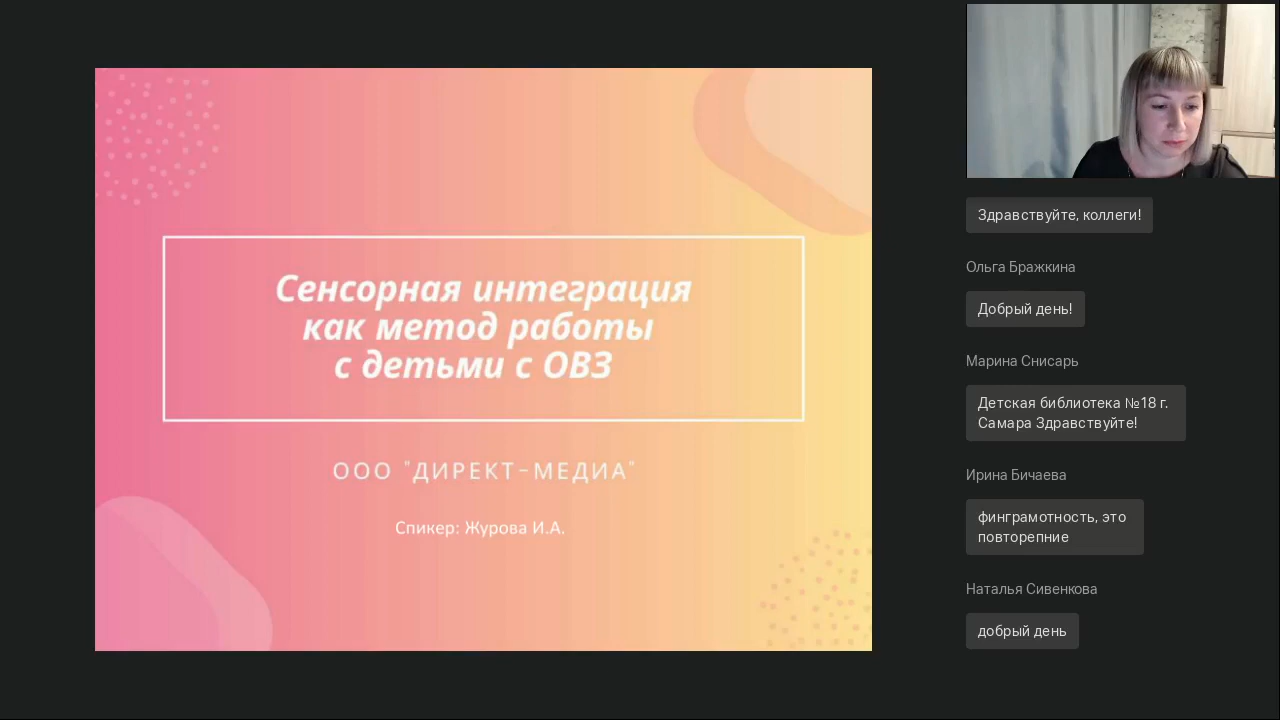 Сенсорная интеграция
как метод работы
с детьми с ОВЗ
ООО "ДИРЕКТ-МЕДИА"
Спикер: Журова И.А.
Здравствуйте, коллеги!
Ольга Бражкина
Добрый день!
Марина Снисарь
Детская библиотека №18 г.
Самара Здравствуйте!
Ирина Бичаева
финграмотность, это
повторепние
Наталья Сивенкова
добрый день